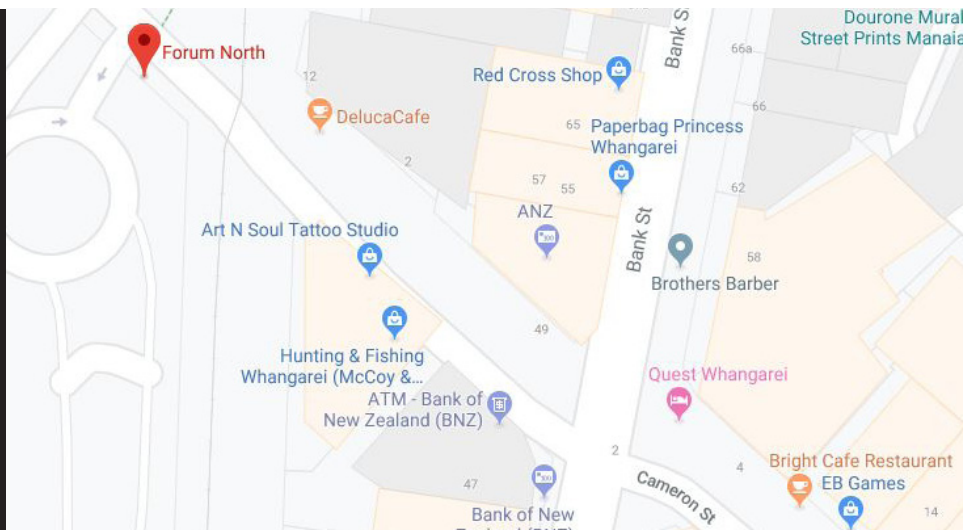 Forum North
12
DelucaCafe
2
Red Cross Shop
65
Bank St
66a
Dourone Mural
Street Prints Manaia
66
Paperbag Princess
Whangarei
57
55
62
ANZ
Bank St
Art N Soul Tattoo Studio
Brothers Barber
58
49
Hunting & Fishing
Whangarei (McCoy &...
ATM - Bank of
New Zealand (BNZ)
Quest Whangarei
2
4
47
Bank of New
Cameron St
Bright Cafe Restaurant
EB Games
14